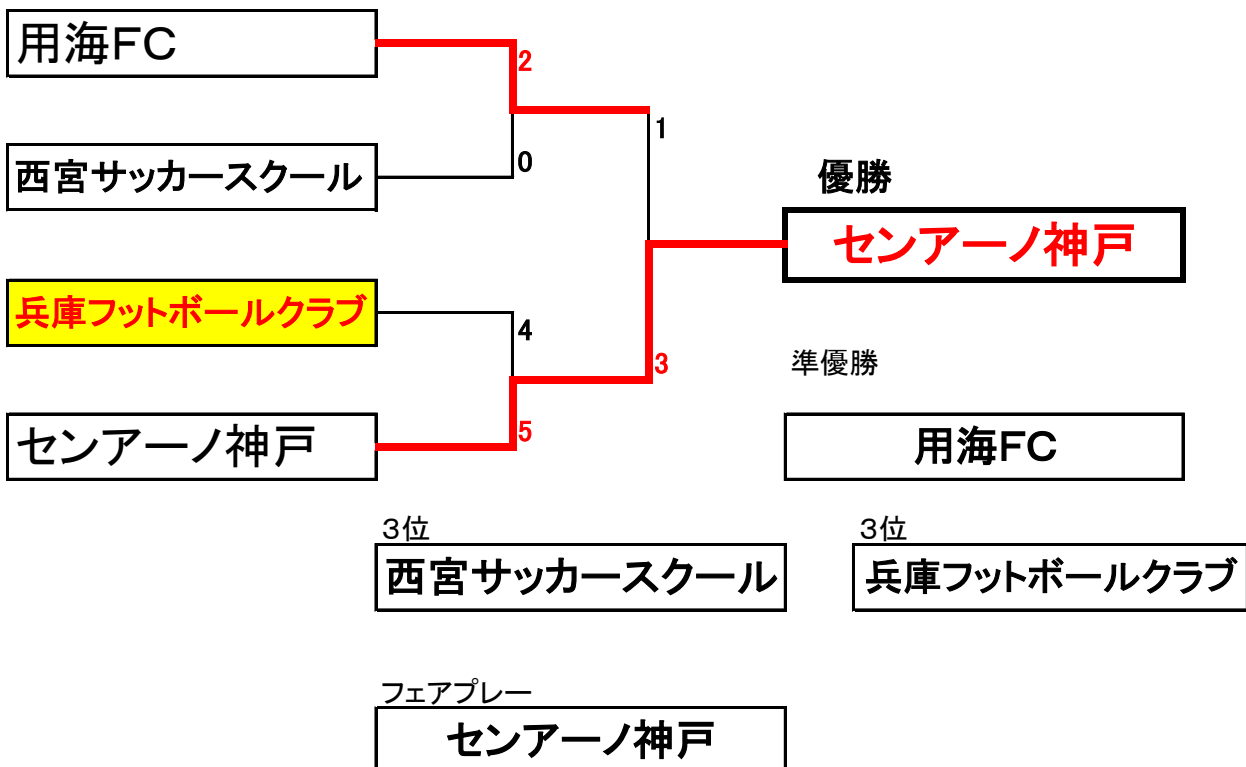 用海FC
2
1
西宮サッカースクール
0
優勝
センアーノ神戸
兵庫フットボールクラブ
4
3
準優勝
センアーノ神戸
5
用海FC
３位
３位
西宮サッカースクール
兵庫フットボールクラブ
フェアプレー
センアーノ神戸